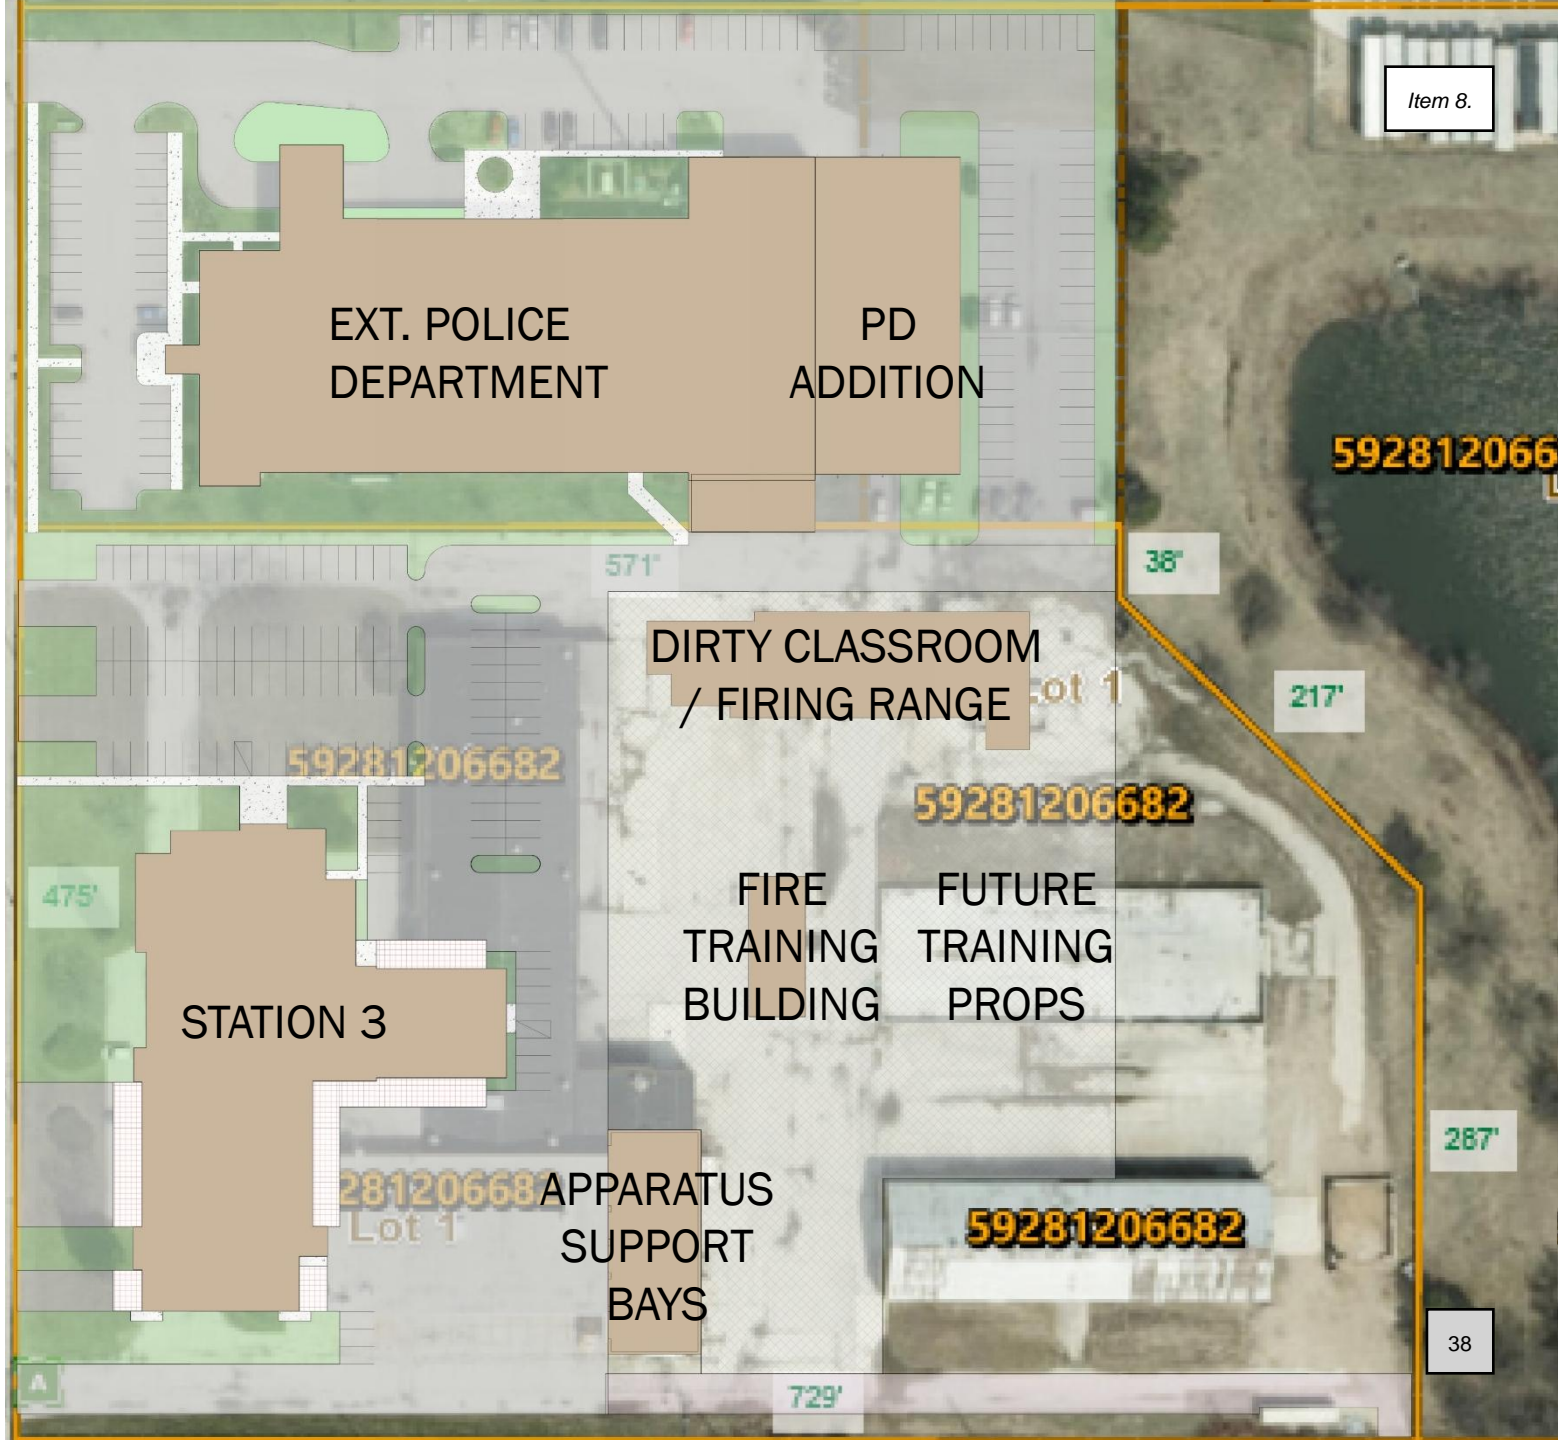 Item 8.
EXT. POLICE
DEPARTMENT
PD
ADDITION
592812066
571'
38'
DIRTY CLASSROOM
/ FIRING RANGE
Lot 1
217'
59281206682
59281206682
475'
FIRE
TRAINING
BUILDING
FUTURE
TRAINING
PROPS
STATION 3
287'
281206682
Lot 1
APPARATUS
SUPPORT
BAYS
59281206682
38
A
729'